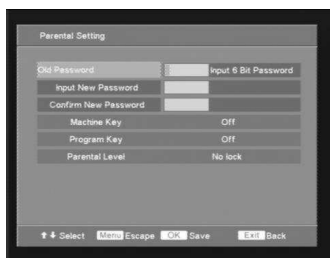 Parental Setting
Old Password Input 6 Bit Password
Input New Password
Confirm New Password
Machine Key Off
Program Key Off
Parental Level No lock
Select Menu Escape OK Save Exit Back